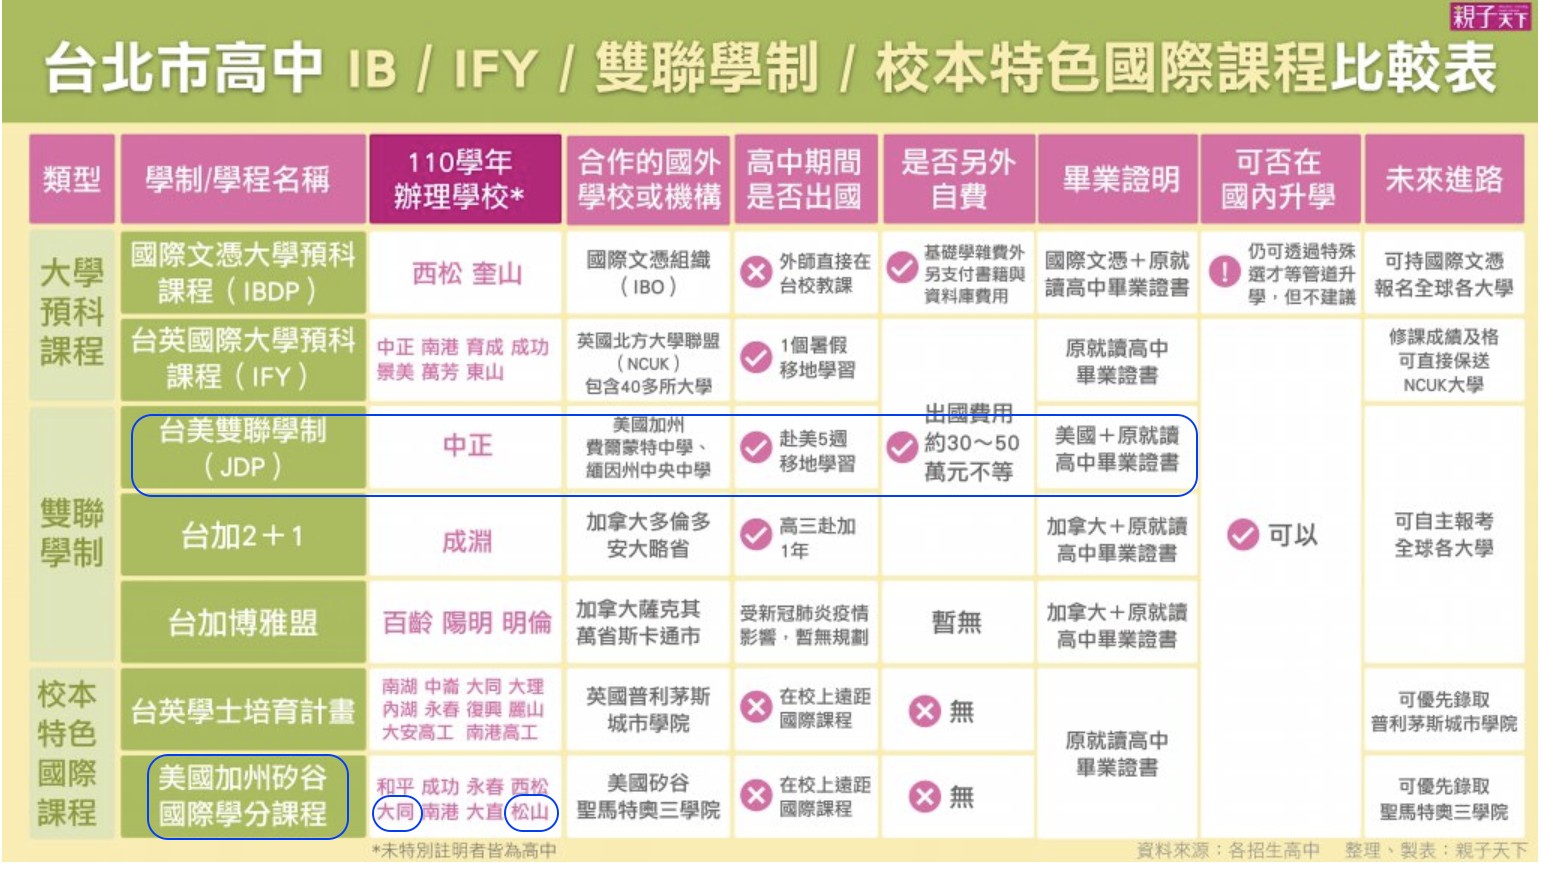 親子天下
台北市高中 IB / IFY / 雙聯學制 / 校本特色國際課程比較表
類型
學制/學程名稱
110學年
辦理學校*
合作的國外
學校或機構
高中期間
是否出國
是否另外
自費
畢業證明
可否在
國內升學
未來進路
大學
預科
課程
國際文憑大學預科
課程（IBDP）
西松 奎山
國際文憑組織
（IBO）
外師直接在
台校教課
基礎學雜費外
另支付書籍與
資料庫費用
國際文憑＋原就
讀高中畢業證書
仍可透過特殊
選才等管道升
學，但不建議
可持國際文憑
報名全球各大學
台英國際大學預科
課程（IFY）
中正 南港 育成 成功
景美 萬芳 東山
英國北方大學聯盟
（NCUK）
包含40多所大學
1個暑假
移地學習
出國費用
約30～50
萬元不等
原就讀高中
畢業證書
可以
修課成績及格
可直接保送
NCUK大學
雙聯
學制
台美雙聯學制
（JDP）
中正
美國加州
費爾蒙特中學、
緬因州中央中學
赴美5週
移地學習
美國＋原就讀
高中畢業證書
可自主報考
全球各大學
台加2＋1
成淵
加拿大多倫多
安大略省
高三赴加
1年
加拿大＋原就讀
高中畢業證書
台加博雅盟
百齡 陽明 明倫
加拿大薩克其
萬省斯卡通市
受新冠肺炎疫情
影響，暫無規劃
暫無
加拿大＋原就讀
高中畢業證書
校本
特色
國際
課程
台英學士培育計畫
南湖 中崙 大同 大理
內湖 永春 復興 麗山
大安高工 南港高工
英國普利茅斯
城市學院
在校上遠距
國際課程
無
原就讀高中
畢業證書
可優先錄取
普利茅斯城市學院
美國加州矽谷
國際學分課程
和平 成功 永春 西松
大同 南港 大直 松山
美國矽谷
聖馬特奧三學院
在校上遠距
國際課程
無
可優先錄取
聖馬特奧三學院
*未特別註明者皆為高中
資料來源：各招生高中 整理、製表：親子天下